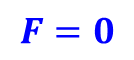 F = 0